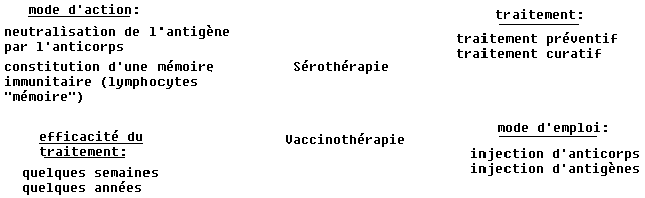 mode d'action:
neutralisation de l'antigène
par l'anticorps
constitution d'une mémoire
immunitaire (lymphocytes
"mémoire")
efficacité du
traitement:
quelques semaines
quelques années
Sérothérapie
Vaccinothérapie
traitement:
traitement préventif
traitement curatif
mode d'emploi:
injection d'anticorps
injection d'antigènes